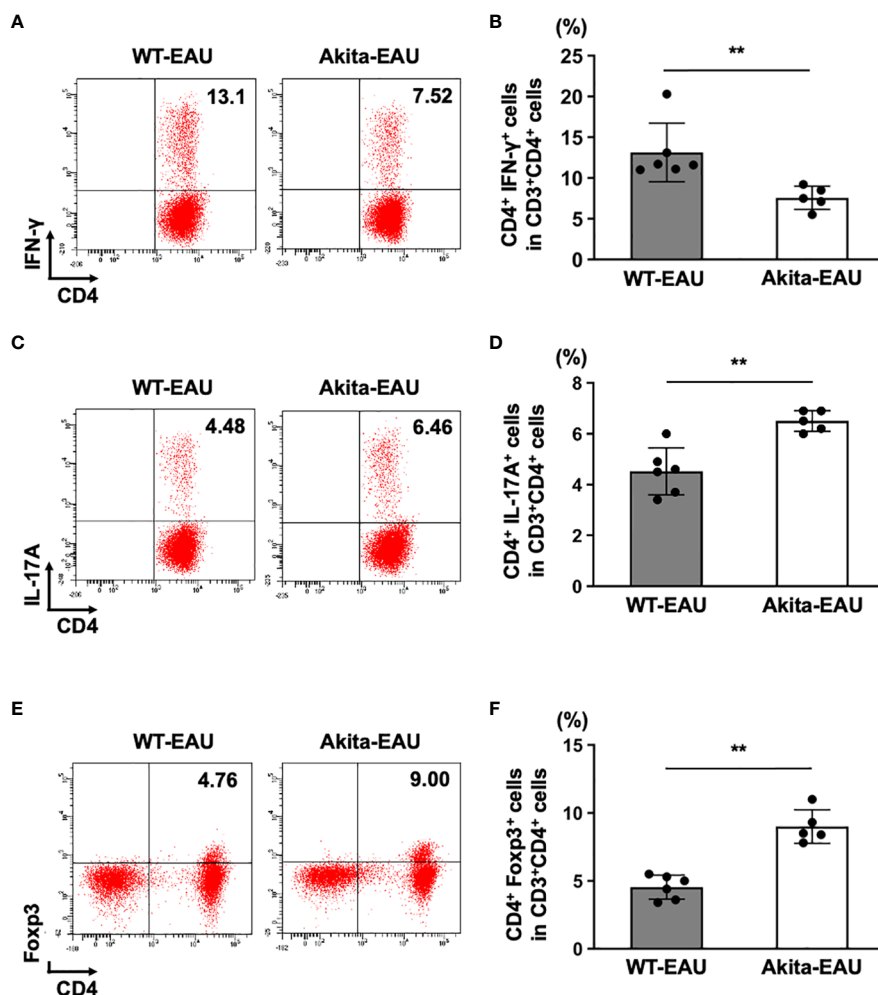 A
WT-EAU
Akita-EAU
13.1
7.52
IFN-γ
CD4
B
(%)
**
CD4⁺ IFN-γ⁺ cells
in CD3⁺CD4⁺ cells
25
20
15
10
5
0
WT-EAU
Akita-EAU
C
WT-EAU
Akita-EAU
4.48
6.46
IL-17A
CD4
D
(%)
**
CD4⁺ IL-17A⁺ cells
in CD3⁺CD4⁺ cells
8
6
4
2
0
WT-EAU
Akita-EAU
E
WT-EAU
Akita-EAU
4.76
9.00
Foxp3
CD4
F
(%)
**
CD4⁺ Foxp3⁺ cells
in CD3⁺CD4⁺ cells
15
10
5
0
WT-EAU
Akita-EAU